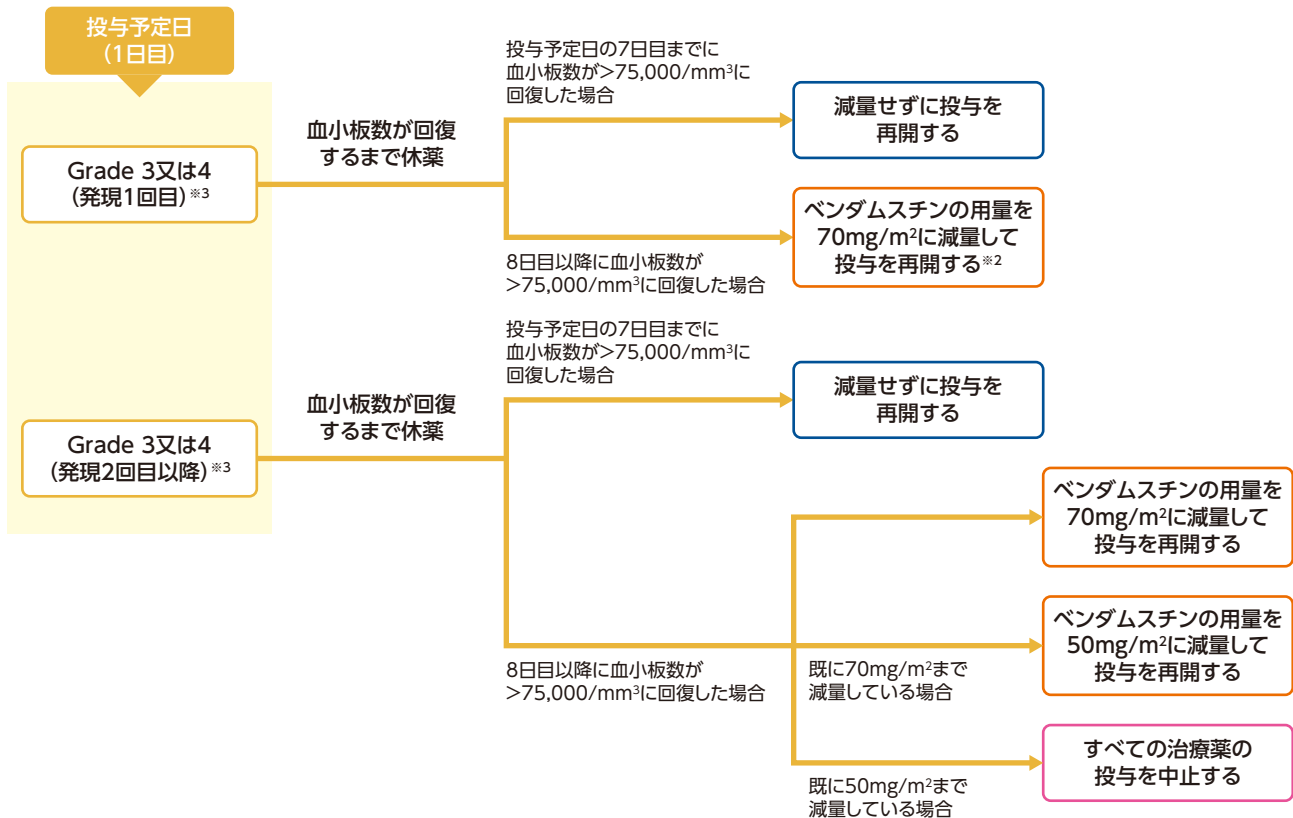 投与予定日
（1日目）
Grade 3又は4
（発現1回目）※3
血小板数が回復
するまで休薬
投与予定日の7日目までに
血小板数が>75,000/mm³に
回復した場合
減量せずに投与を
再開する
8日目以降に血小板数が
>75,000/mm³に回復した場合
ベンダムスチンの用量を
70mg/m²に減量して
投与を再開する※2
Grade 3又は4
（発現2回目以降）※3
血小板数が回復
するまで休薬
投与予定日の7日目までに
血小板数が>75,000/mm³に
回復した場合
減量せずに投与を
再開する
8日目以降に血小板数が
>75,000/mm³に回復した場合
ベンダムスチンの用量を
70mg/m²に減量して
投与を再開する
既に70mg/m²まで
減量している場合
ベンダムスチンの用量を
50mg/m²に減量して
投与を再開する
既に50mg/m²まで
減量している場合
すべての治療薬の
投与を中止する